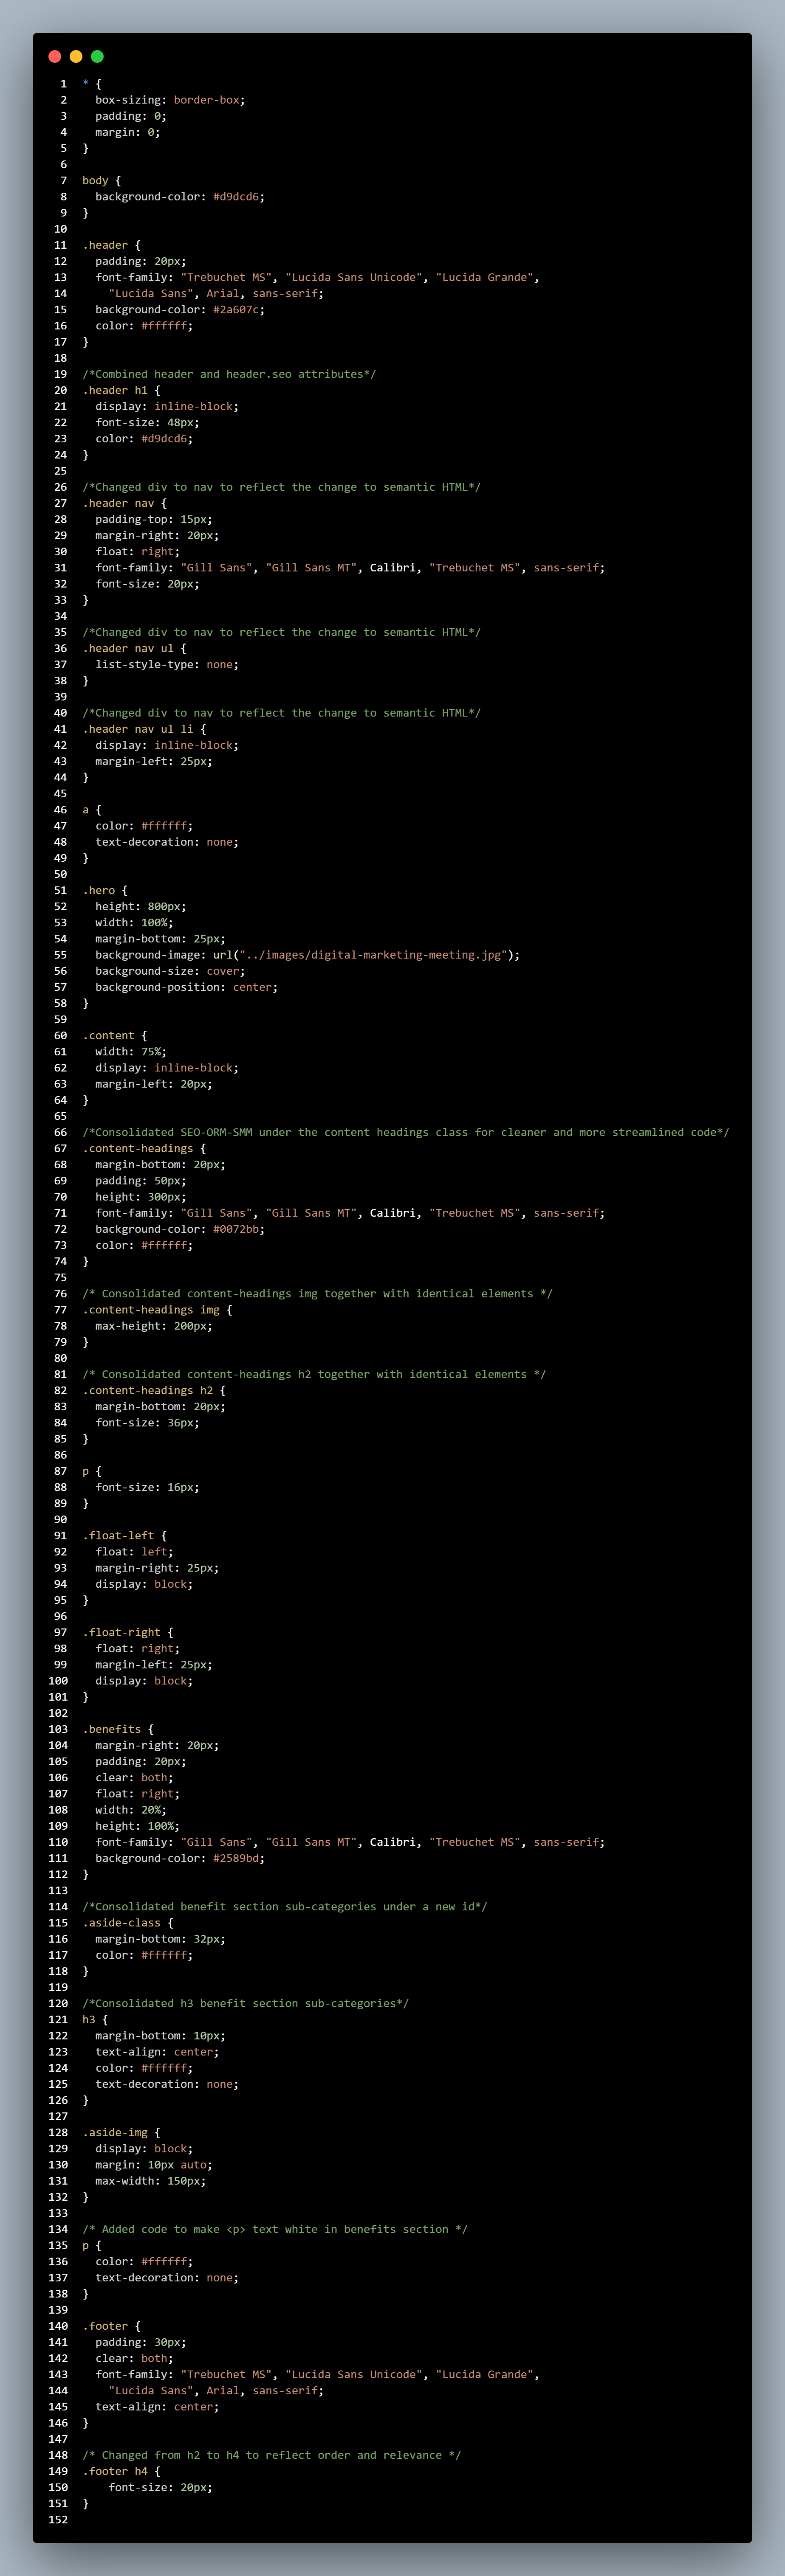 1 * {
2   box-sizing: border-box;
3   padding: 0;
4   margin: 0;
5 }
6
7 body {
8   background-color: #d9dcd6;
9 }
10
11 .header {
12   padding: 20px;
13   font-family: "Trebuchet MS", "Lucida Sans Unicode", "Lucida Grande",
14     "Lucida Sans", Arial, sans-serif;
15   background-color: #2a607c;
16   color: #ffffff;
17 }
18
19 /*Combined header and header.seo attributes*/
20 .header h1 {
21   display: inline-block;
22   font-size: 48px;
23   color: #d9dcd6;
24 }
25
26 /*Changed div to nav to reflect the change to semantic HTML*/
27 .header nav {
28   padding-top: 15px;
29   margin-right: 20px;
30   float: right;
31   font-family: "Gill Sans", "Gill Sans MT", Calibri, "Trebuchet MS", sans-serif;
32   font-size: 20px;
33 }
34
35 /*Changed div to nav to reflect the change to semantic HTML*/
36 .header nav ul {
37   list-style-type: none;
38 }
39
40 /*Changed div to nav to reflect the change to semantic HTML*/
41 .header nav ul li {
42   display: inline-block;
43   margin-left: 25px;
44 }
45
46 a {
47   color: #ffffff;
48   text-decoration: none;
49 }
50
51 .hero {
52   height: 800px;
53   width: 100%;
54   margin-bottom: 25px;
55   background-image: url("../images/digital-marketing-meeting.jpg");
56   background-size: cover;
57   background-position: center;
58 }
59
60 .content {
61   width: 75%;
62   display: inline-block;
63   margin-left: 20px;
64 }
65
66 /*Consolidated SEO-ORM-SMM under the content headings class for cleaner and more streamlined code*/
67 .content-headings {
68   margin-bottom: 20px;
69   padding: 50px;
70   height: 300px;
71   font-family: "Gill Sans", "Gill Sans MT", Calibri, "Trebuchet MS", sans-serif;
72   background-color: #0072bb;
73   color: #ffffff;
74 }
75
76 /* Consolidated content-headings img together with identical elements */
77 .content-headings img {
78   max-height: 200px;
79 }
80
81 /* Consolidated content-headings h2 together with identical elements */
82 .content-headings h2 {
83   margin-bottom: 20px;
84   font-size: 36px;
85 }
86
87 p {
88   font-size: 16px;
89 }
90
91 .float-left {
92   float: left;
93   margin-right: 25px;
94   display: block;
95 }
96
97 .float-right {
98   float: right;
99   margin-left: 25px;
100   display: block;
101 }
102
103 .benefits {
104   margin-right: 20px;
105   padding: 20px;
106   clear: both;
107   float: right;
108   width: 20%;
109   height: 100%;
110   font-family: "Gill Sans", "Gill Sans MT", Calibri, "Trebuchet MS", sans-serif;
111   background-color: #2589bd;
112 }
113
114 /*Consolidated benefit section sub-categories under a new id*/
115 .aside-class {
116   margin-bottom: 32px;
117   color: #ffffff;
118 }
119
120 /*Consolidated h3 benefit section sub-categories*/
121 h3 {
122   margin-bottom: 10px;
123   text-align: center;
124   color: #ffffff;
125   text-decoration: none;
126 }
127
128 .aside-img {
129   display: block;
130   margin: 10px auto;
131   max-width: 150px;
132 }
133
134 /* Added code to make <p> text white in benefits section */
135 p {
136   color: #ffffff;
137   text-decoration: none;
138 }
139
140 .footer {
141   padding: 30px;
142   clear: both;
143   font-family: "Trebuchet MS", "Lucida Sans Unicode", "Lucida Grande",
144     "Lucida Sans", Arial, sans-serif;
145   text-align: center;
146 }
147
148 /* Changed from h2 to h4 to reflect order and relevance */
149 .footer h4 {
150     font-size: 20px;
151 }
152